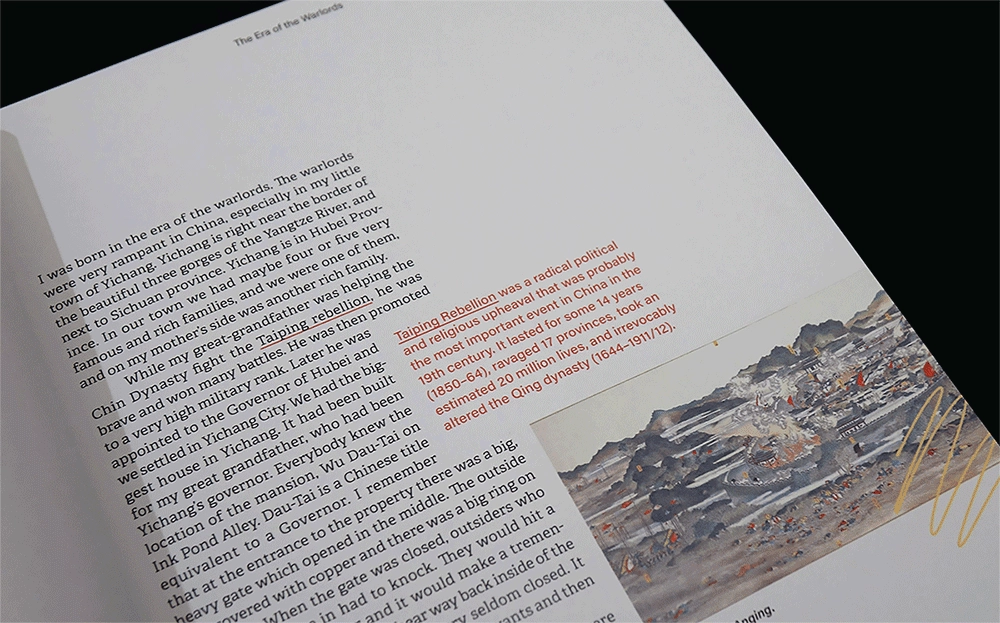 The Era of the Warlords
I was born in the era of the warlords. The warlords
were very rampant in China, especially in my little
town of Yichang. Yichang is right near the border of
the beautiful three gorges of the Yangtze River, and
next to Sichuan province. Yichang is in Hubei Prov-
ince. In our town we had maybe four or five very
famous and rich families, and we were one of them,
and on my mother's side was another rich family.
While my great-grandfather was helping the
Chin Dynasty fight the Taiping rebellion, he was
brave and won many battles. He was then promoted
to a very high military rank. Later he was
appointed to the Governor of Hubei and
we settled in Yichang City. We had the big-
gest house in Yichang. It had been built
for my great grandfather, who had been
Yichang's governor. Everybody knew the
location of the mansion, Wu Dau-Tai on
Ink Pond Alley. Dau-Tai is a Chinese title
equivalent to a Governor. I remember
that at the entrance to the property there was a big,
heavy gate which opened in the middle. The outside
covered with copper and there was a big ring on
When the gate was closed, outsiders who
in had to knock. They would hit a
and it would make a tremen-
ear way back inside of the
ry seldom closed. It
vants and then
ere
Taiping Rebellion was a radical political
and religious upheaval that was probably
the most important event in China in the
19th century. It lasted for some 14 years
(1850–64), ravaged 17 provinces, took an
estimated 20 million lives, and irrevocably
altered the Qing dynasty (1644–1911/12).
Anqing.